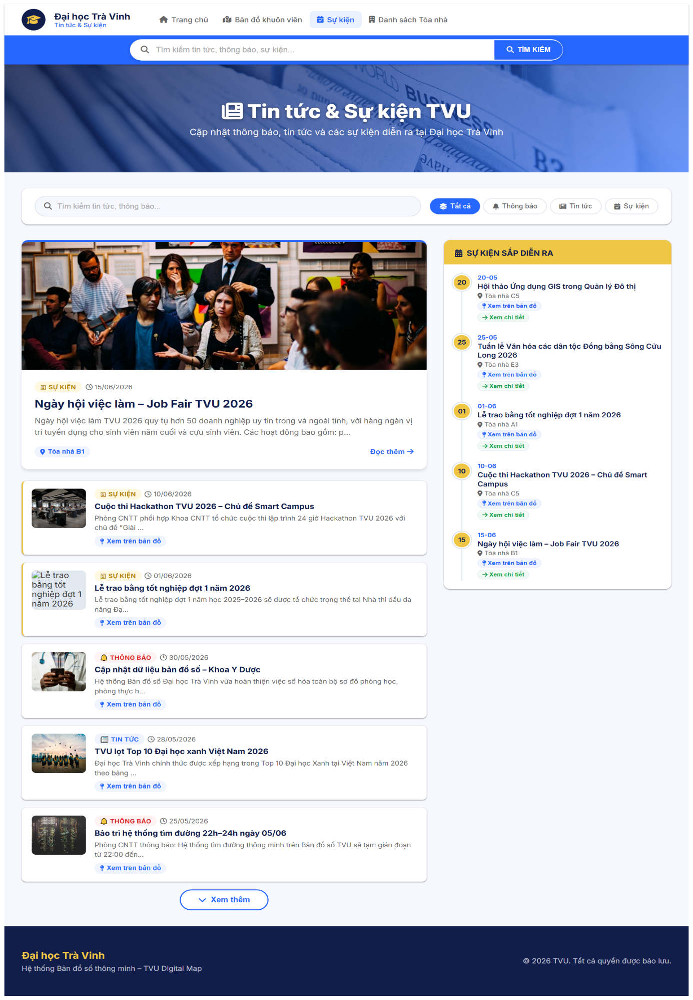 Đại học Trà Vinh
Tin tức & Sự kiện
Trang chủ
Bản đồ khuôn viên
Sự kiện
Danh sách Tòa nhà
Tìm kiếm tin tức, thông báo, sự kiện...
TÌM KIẾM
WORLD
BUSINESS
have
Tin tức & Sự kiện TVU
Cập nhật thông báo, tin tức và các sự kiện diễn ra tại Đại học Trà Vinh
Tìm kiếm tin tức, thông báo...
Tất cả
Thông báo
Tin tức
Sự kiện
SỰ KIỆN 15/06/2026
Ngày hội việc làm – Job Fair TVU 2026
Ngày hội việc làm TVU 2026 quy tụ hơn 50 doanh nghiệp uy tín trong và ngoài tỉnh, với hàng ngàn vị
trí tuyển dụng cho sinh viên năm cuối và cựu sinh viên. Các hoạt động bao gồm: p...
Tòa nhà B1
Đọc thêm
SỰ KIỆN 10/06/2026
Cuộc thi Hackathon TVU 2026 – Chủ đề Smart Campus
Phòng CNTT phối hợp Khoa CNTT tổ chức cuộc thi lập trình 24 giờ Hackathon TVU 2026 với
chủ đề "Giải ...
Xem trên bản đồ
Lễ trao
bằng tốt
nghiệp đợt 1
năm 2026
SỰ KIỆN 01/06/2026
Lễ trao bằng tốt nghiệp đợt 1 năm 2026
Lễ trao bằng tốt nghiệp đợt 1 năm học 2025–2026 sẽ được tổ chức trọng thể tại Nhà thi đấu đa
năng Đạ...
Xem trên bản đồ
THÔNG BÁO 30/05/2026
Cập nhật dữ liệu bản đồ số – Khoa Y Dược
Hệ thống Bản đồ số Đại học Trà Vinh vừa hoàn thiện việc số hóa toàn bộ sơ đồ phòng học,
phòng thực h...
Xem trên bản đồ
TIN TỨC 28/05/2026
TVU lọt Top 10 Đại học xanh Việt Nam 2026
Đại học Trà Vinh chính thức được xếp hạng trong Top 10 Đại học Xanh tại Việt Nam năm 2026
theo bảng ...
Xem trên bản đồ
THÔNG BÁO 25/05/2026
Bảo trì hệ thống tìm đường 22h–24h ngày 05/06
Phòng CNTT thông báo: Hệ thống tìm đường thông minh trên Bản đồ số TVU sẽ tạm gián đoạn
từ 22:00 đến...
Xem trên bản đồ
Xem thêm
SỰ KIỆN SẮP DIỄN RA
20
20-05
Hội thảo Ứng dụng GIS trong Quản lý Đô thị
Tòa nhà C5
Xem trên bản đồ
Xem chi tiết
25
25-05
Tuần lễ Văn hóa các dân tộc Đồng bằng Sông Cửu
Long 2026
Tòa nhà E3
Xem trên bản đồ
Xem chi tiết
01
01-06
Lễ trao bằng tốt nghiệp đợt 1 năm 2026
Tòa nhà A1
Xem trên bản đồ
Xem chi tiết
10
10-06
Cuộc thi Hackathon TVU 2026 – Chủ đề Smart
Campus
Tòa nhà C5
Xem trên bản đồ
Xem chi tiết
15
15-06
Ngày hội việc làm – Job Fair TVU 2026
Tòa nhà B1
Xem trên bản đồ
Xem chi tiết
Đại học Trà Vinh
Hệ thống Bản đồ số thông minh – TVU Digital Map
© 2026 TVU. Tất cả quyền được bảo lưu.